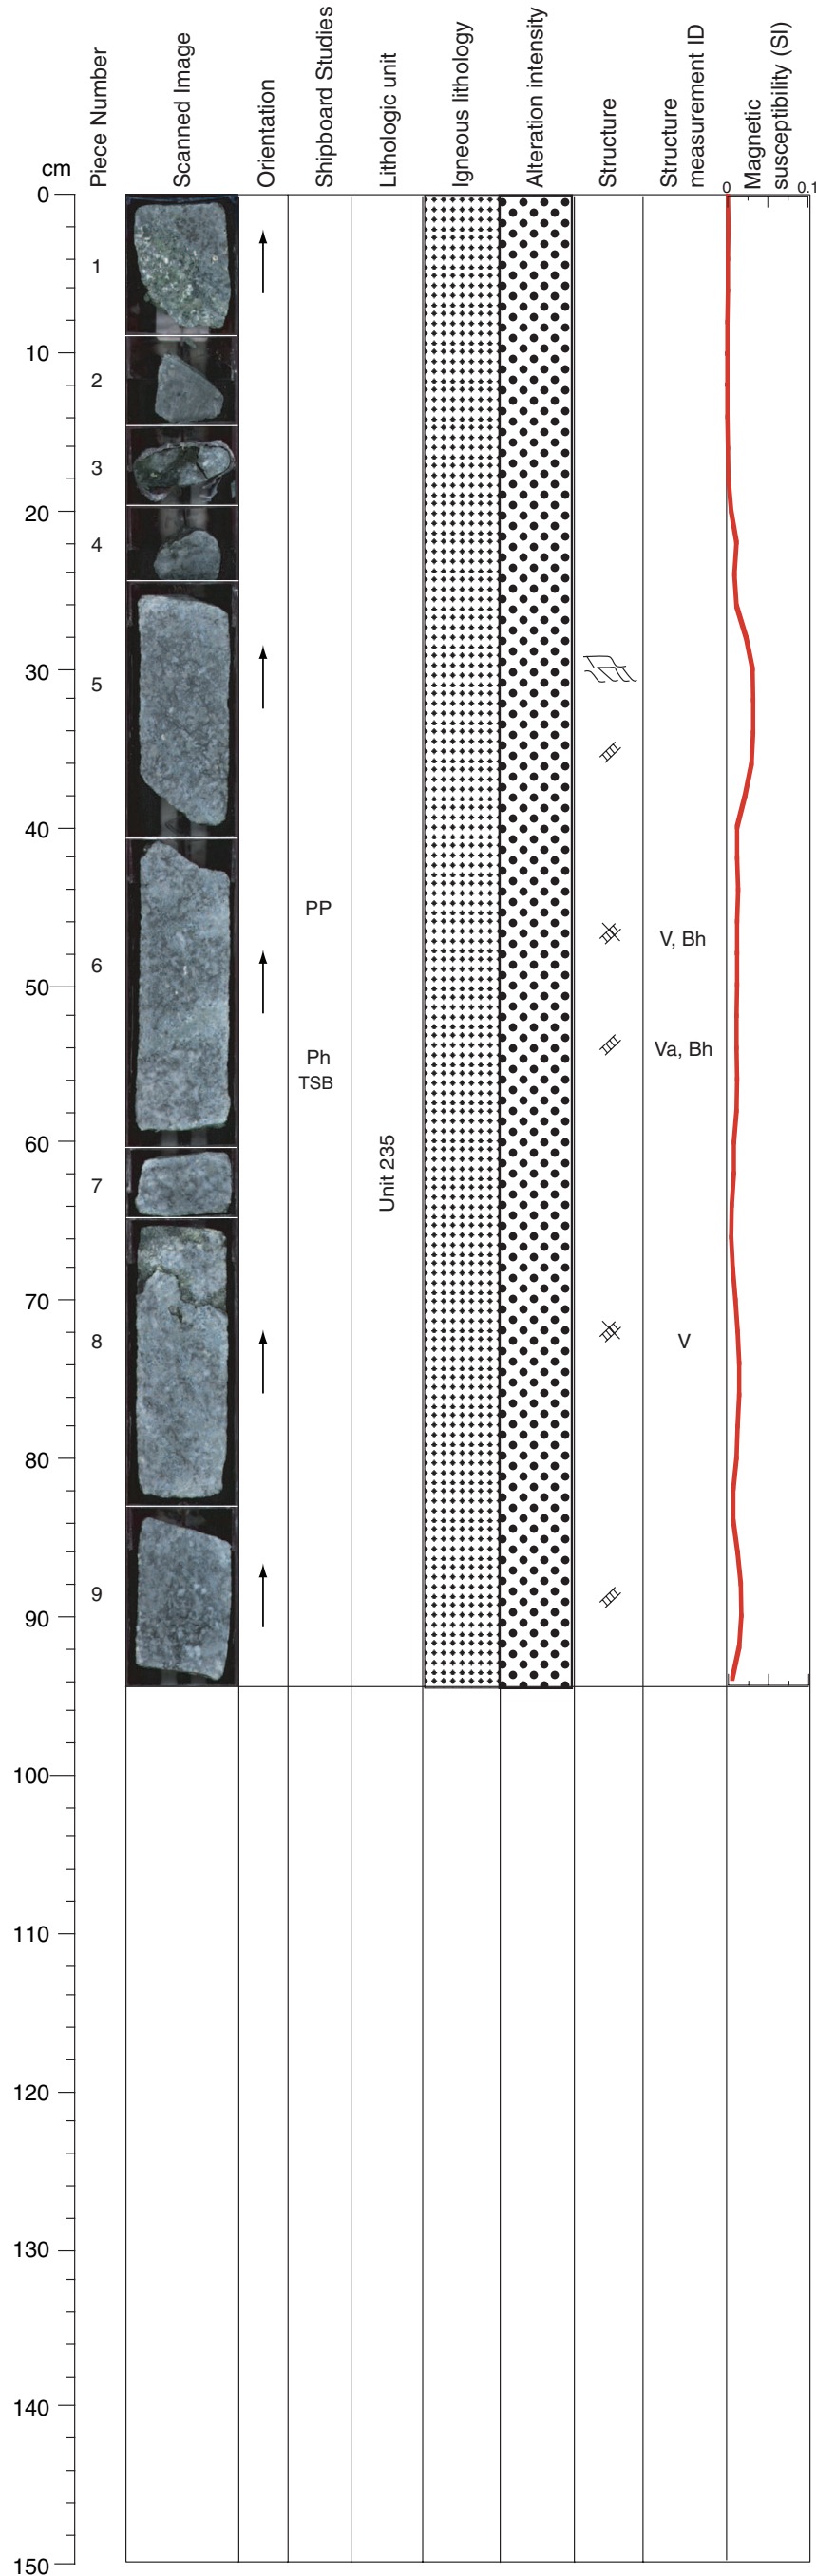 cm
Piece Number
Scanned Image
Orientation
Shipboard Studies
Lithologic unit
Igneous lithology
Alteration intensity
Structure
Structure
measurement ID
Magnetic
susceptibility (SI)
0 0.1
0
1
10
2
3
20
4
30
5
40
PP
V, Bh
6
50
Va, Bh
Ph
TSB
60
Unit 235
7
70
8
V
80
9
90
100
110
120
130
140
150